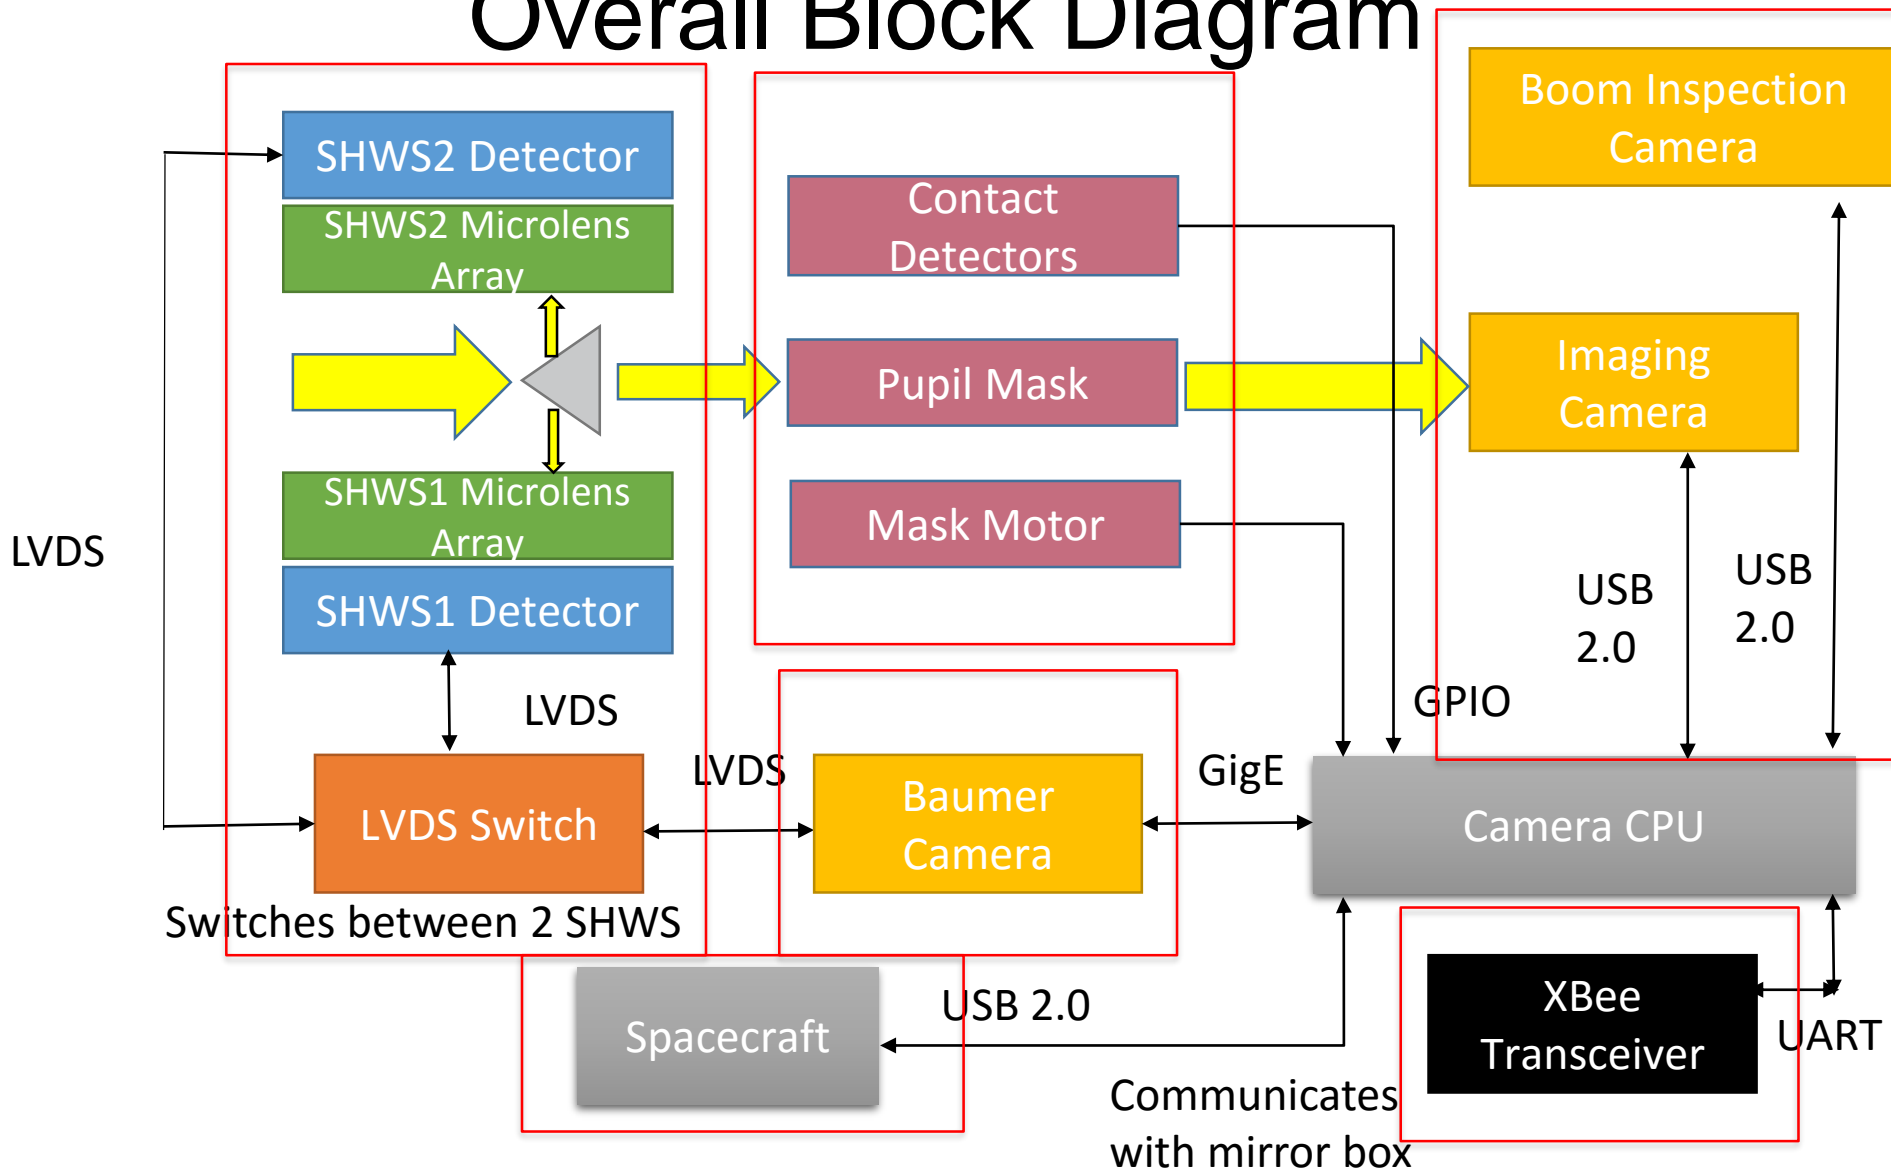 Overall Block Diagram
SHWS2 Detector
SHWS2 Microlens
Array
SHWS1 Microlens
Array
SHWS1 Detector
LVDS
LVDS
LVDS Switch
Switches between 2 SHWS
LVDS
Contact
Detectors
Pupil Mask
Mask Motor
Baumer
Camera
GigE
GPIO
Boom Inspection
Camera
Imaging
Camera
USB
2.0
USB
2.0
Camera CPU
Spacecraft
USB 2.0
XBee
Transceiver
UART
Communicates
with mirror box